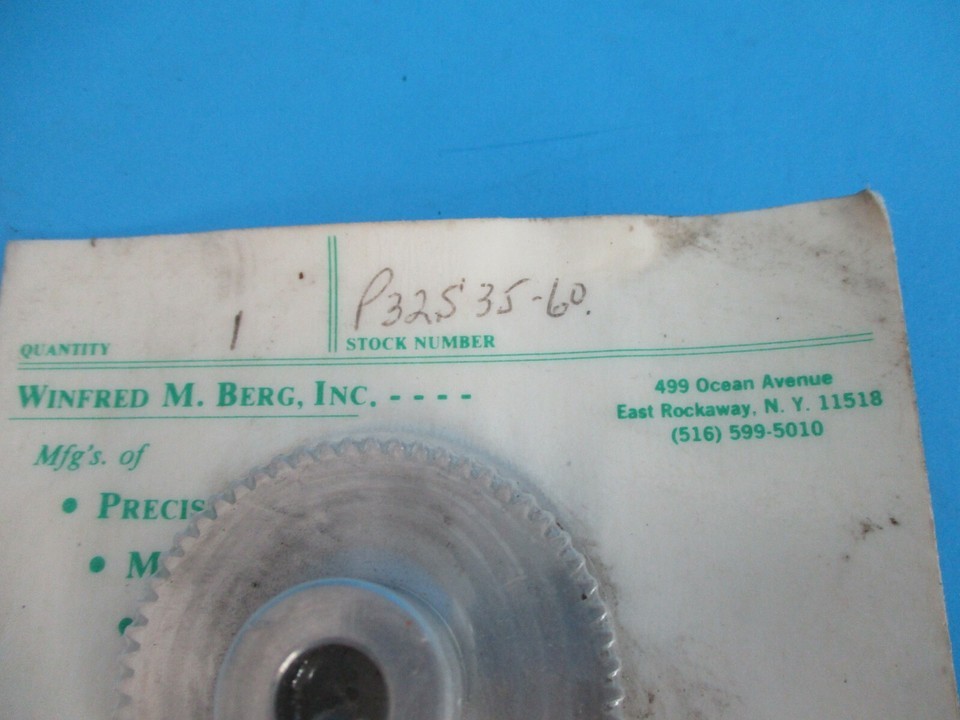 1 P32S35-60.
QUANTITY STOCK NUMBER
WINFRED M. BERG, INC. - - - -
499 Ocean Avenue
East Rockaway, N. Y. 11518
(516) 599-5010
Mfg's. of
• PRECIS
• M